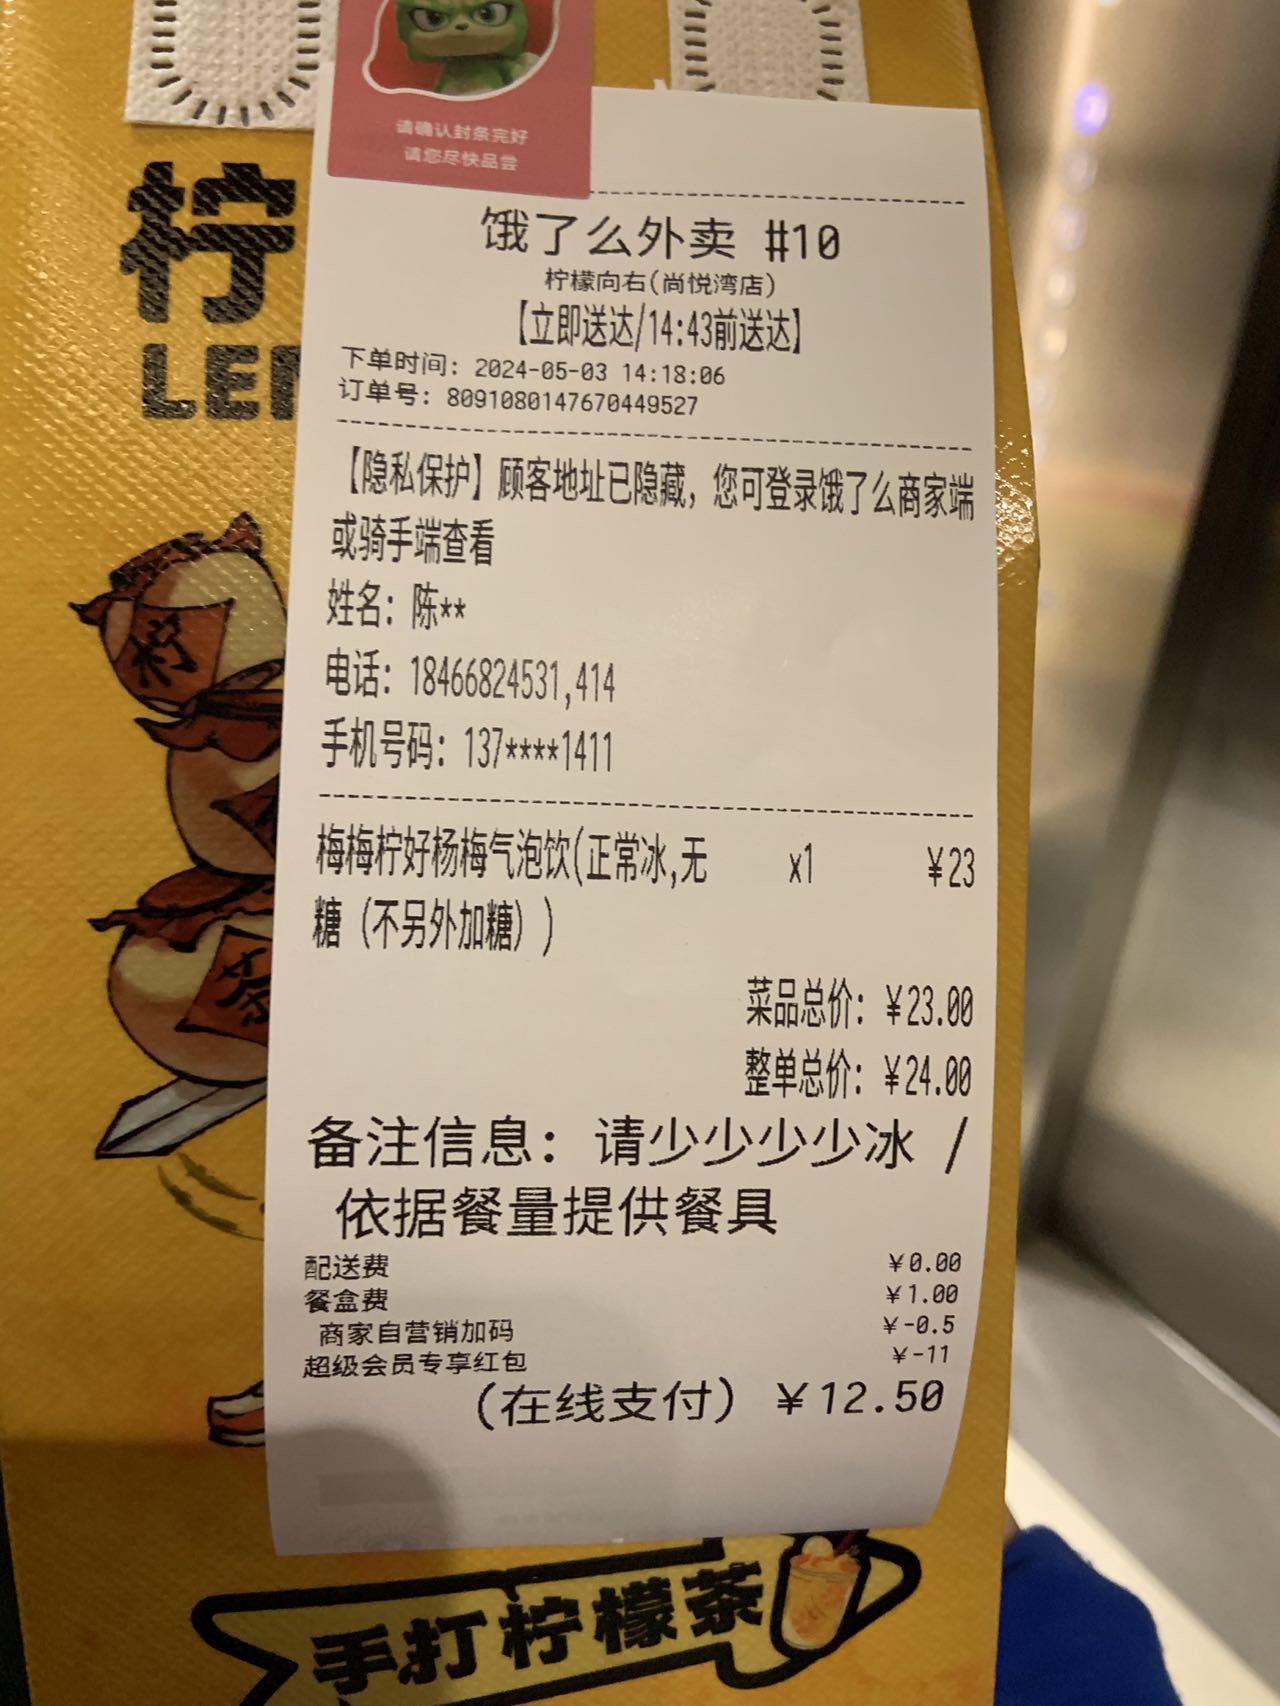 请确认封条完好
请您尽快品尝
柠
LE
饿了么外卖 #10
柠檬向右(尚悦湾店)
【立即送达/14:43前送达】
下单时间: 2024-05-03 14:18:06
订单号: 8091080147670449527
【隐私保护】顾客地址已隐藏，您可登录饿了么商家端
或骑手端查看
姓名: 陈**
电话: 18466824531,414
手机号码: 137****1411
梅梅柠好杨梅气泡饮(正常冰,无 x1 ¥23
糖（不另外加糖）)
菜品总价: ¥23.00
整单总价: ¥24.00
备注信息: 请少少少少冰 /
依据餐量提供餐具
配送费 ¥0.00
餐盒费 ¥1.00
商家自营销加码 ¥-0.5
超级会员专享红包 ¥-11
(在线支付) ¥12.50
柠
茶
手打柠檬茶